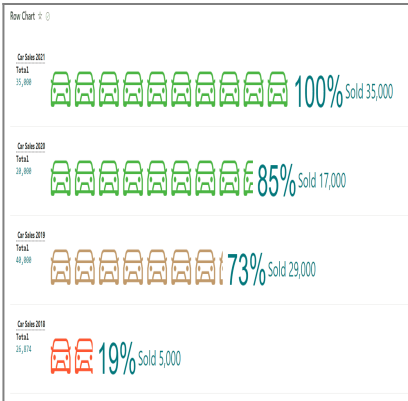 Row Chart
Car Sales 2021
Total
35,000
100% Sold 35,000
Car Sales 2020
Total
20,000
85% Sold 17,000
Car Sales 2019
Total
40,000
73% Sold 29,000
Car Sales 2018
Total
26,874
19% Sold 5,000